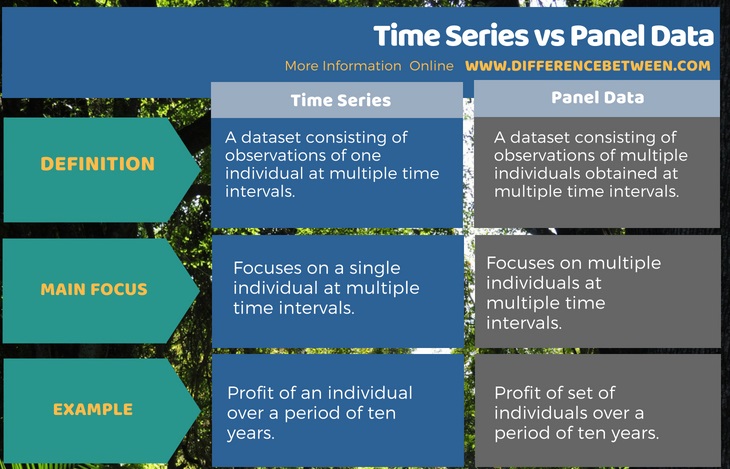 Time Series vs Panel Data
More Information Online WWW.DIFFERENCEBETWEEN.COM
Time Series
Panel Data
DEFINITION
A dataset consisting of
observations of one
individual at multiple time
intervals.
A dataset consisting of
observations of multiple
individuals obtained at
multiple time intervals.
MAIN FOCUS
Focuses on a single
individual at multiple
time intervals.
Focuses on multiple
individuals at
multiple time
intervals.
EXAMPLE
Profit of an individual
over a period of ten
years.
Profit of set of
individuals over a
period of ten years.